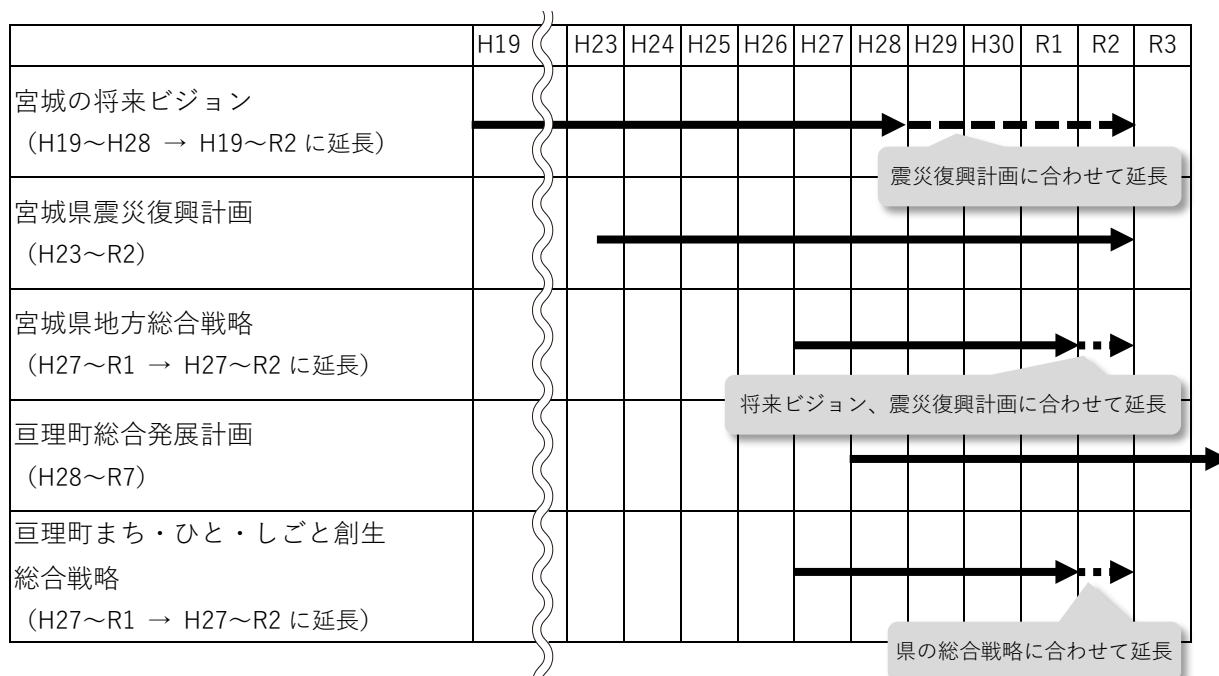 H19 H23 H24 H25 H26 H27 H28 H29 H30 R1 R2 R3
宮城の将来ビジョン
（H19～H28 → H19～R2 に延長）
震災復興計画に合わせて延長
宮城県震災復興計画
（H23～R2）
宮城県地方総合戦略
（H27～R1 → H27～R2 に延長）
将来ビジョン、震災復興計画に合わせて延長
亘理町総合発展計画
（H28～R7）
亘理町まち・ひと・しごと創生
総合戦略
（H27～R1 → H27～R2 に延長）
県の総合戦略に合わせて延長